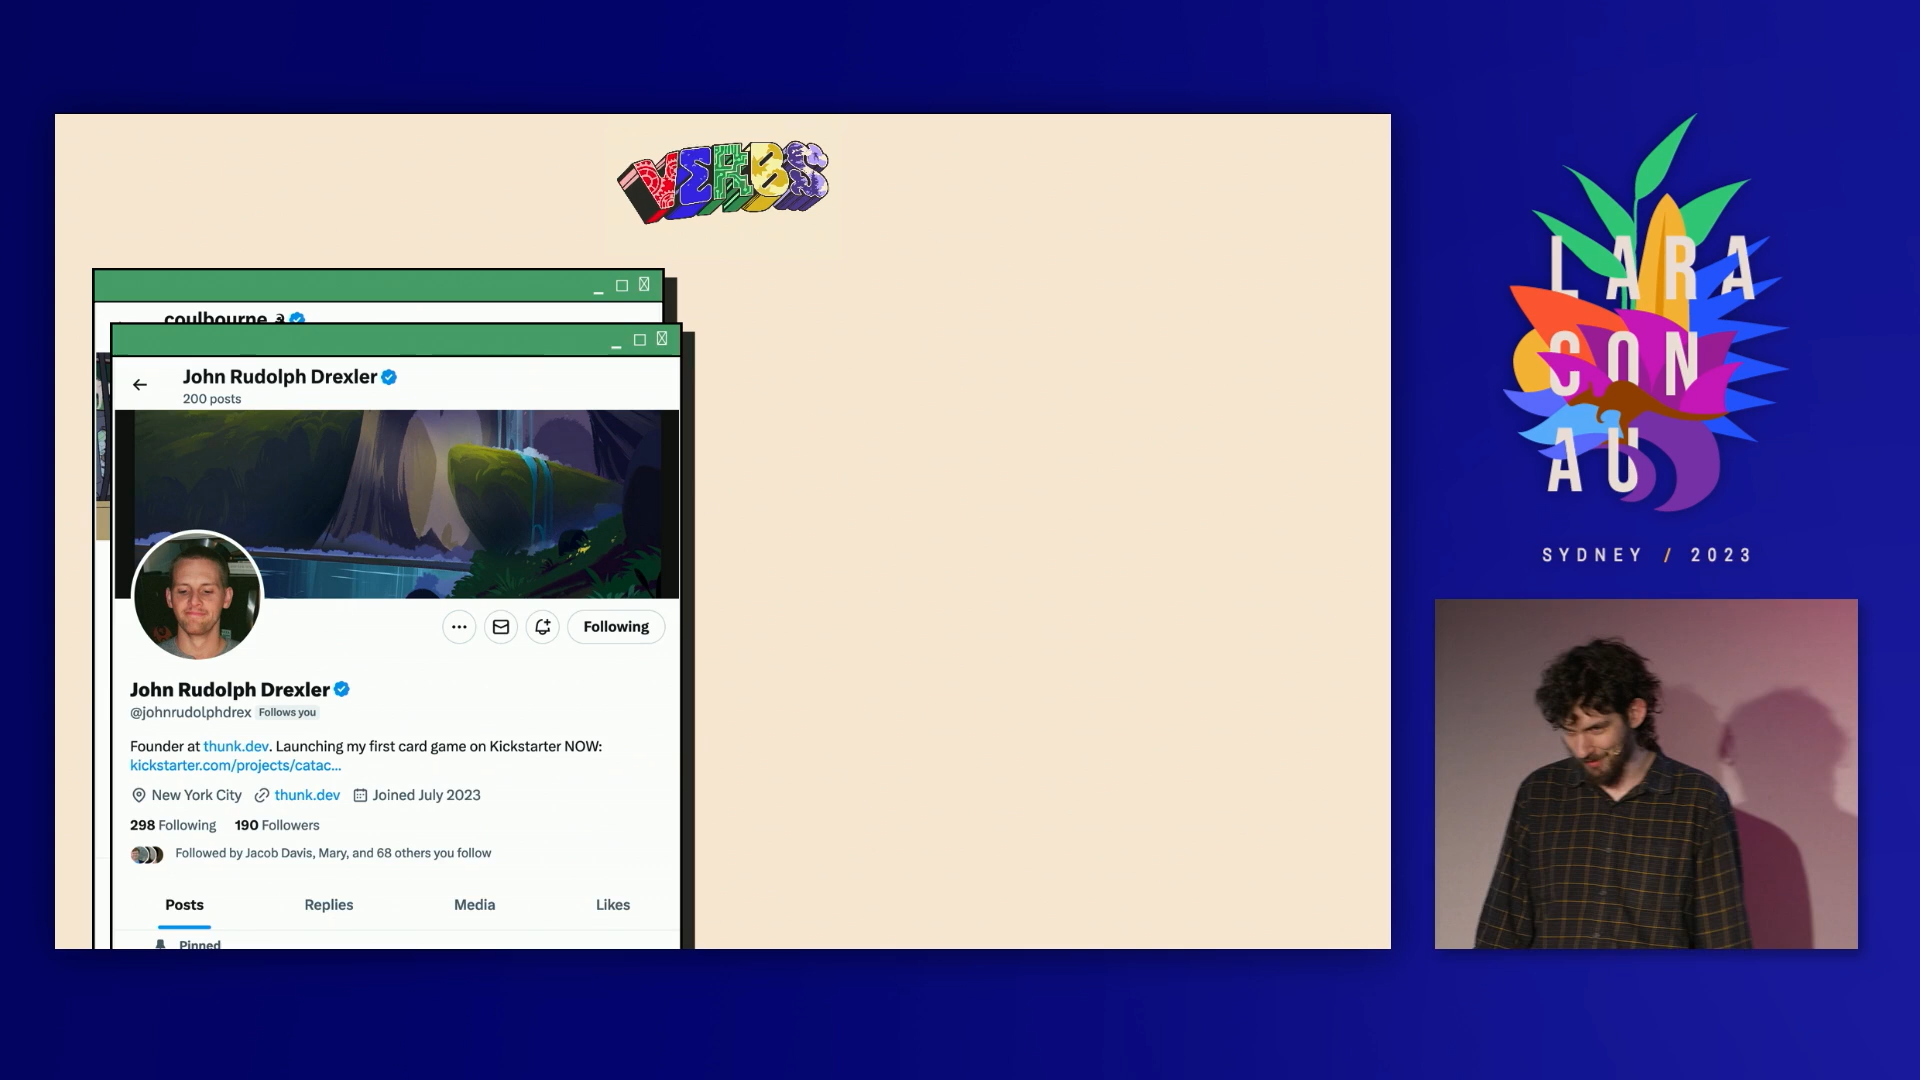 VERBS
coulbourne
John Rudolph Drexler
200 posts
Following
John Rudolph Drexler
@johnrudolphdrex Follows you
Founder at thunk.dev. Launching my first card game on Kickstarter NOW:
kickstarter.com/projects/catac...
New York City thunk.dev Joined July 2023
298 Following 190 Followers
Followed by Jacob Davis, Mary, and 68 others you follow
Posts Replies Media Likes
Pinned
LARA
CON
AU
SYDNEY / 2023